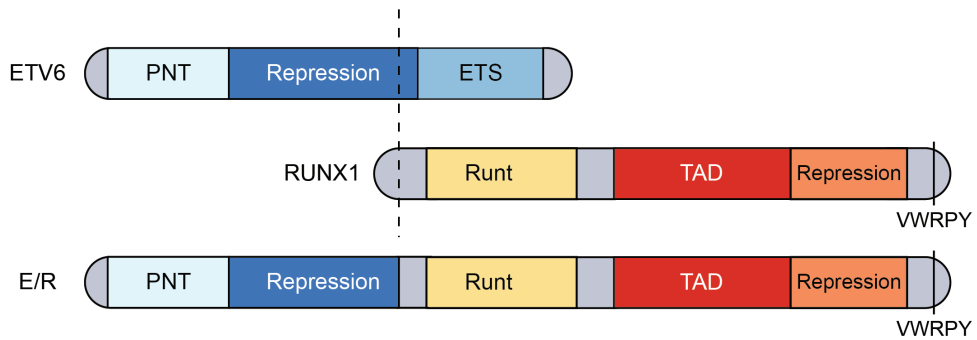 ETV6 PNT Repression ETS
RUNX1 Runt TAD Repression
VWRPY
E/R PNT Repression Runt TAD Repression
VWRPY